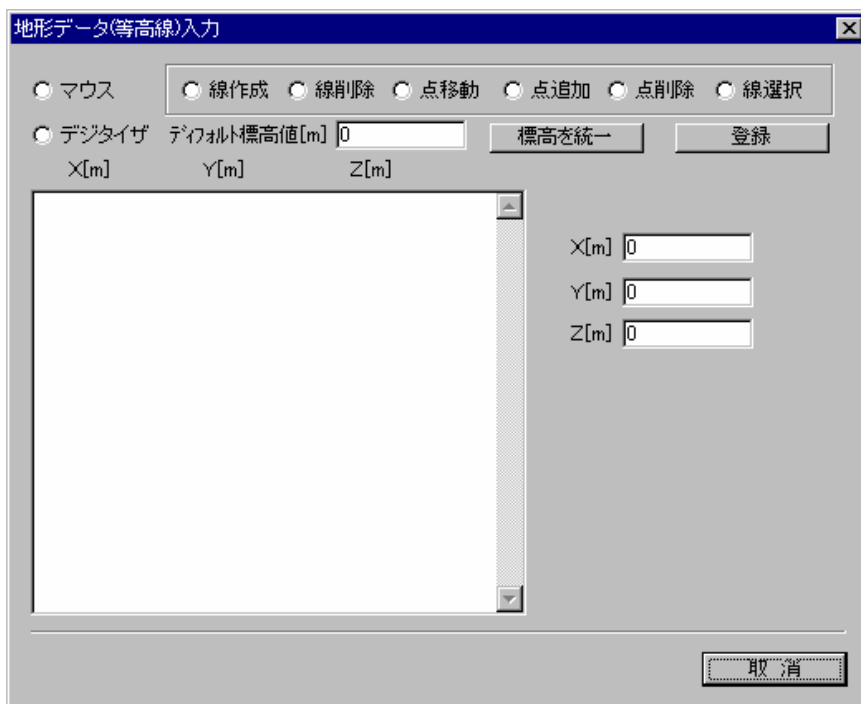 地形データ(等高線)入力
マウス 線作成 線削除 点移動 点追加 点削除 線選択
デジタイザ ディフォルト標高値[m] 0 標高を統一 登録
X[m] Y[m] Z[m]
X[m] 0
Y[m] 0
Z[m] 0
取 消